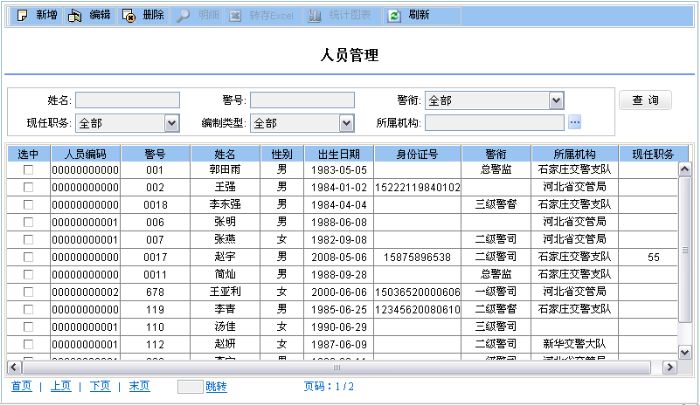 新增 编辑 删除 明细 转存Excel 统计图表 刷新
人员管理
姓名: 警号: 警衔: 全部 查 询
现任职务: 全部 编制类型: 全部 所属机构: ...
选中 人员编码 警号 姓名 性别 出生日期 身份证号 警衔 所属机构 现任职务
00000000000 001 郭田雨 男 1983-05-05 总警监 石家庄交警支队
00000000000 002 王强 男 1984-01-02 15222119840102 河北省交管局
00000000000 0018 李东强 男 1984-04-04 三级警督 石家庄交警支队
00000000001 006 张明 男 1988-06-08 河北省交管局
00000000001 007 张燕 女 1982-09-08 二级警司 河北省交管局
00000000000 0017 赵宇 男 2008-05-06 15875896538 二级警司 石家庄交警支队 55
00000000000 0011 简灿 男 1988-09-28 总警监 石家庄交警支队
00000000002 678 王亚利 女 2000-06-06 15036520000606 一级警司 河北省交管局
00000000000 119 李青 男 1985-06-25 12345620080610 二级警督 石家庄交警支队
00000000001 110 汤佳 女 1990-06-29 三级警司
00000000001 112 赵妍 女 1987-06-09 二级警司 新华交警大队
首页 | 上页 | 下页 | 末页 跳转 页码：1 / 2